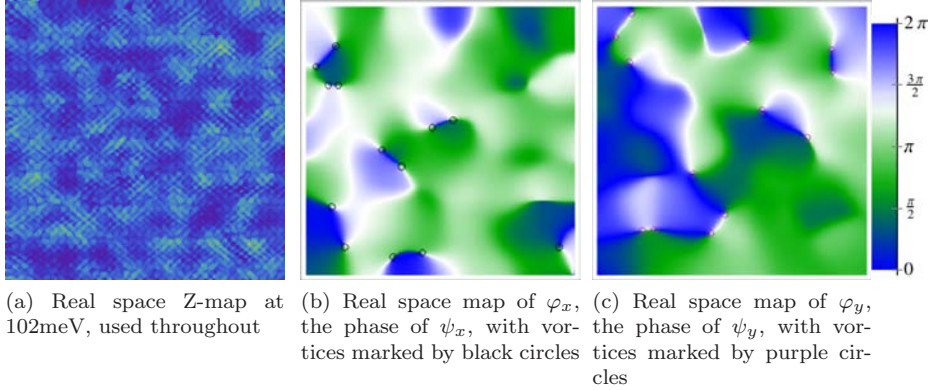 2 π
3π/2
π
π/2
0
(a) Real space Z-map at
102meV, used throughout
(b) Real space map of φx,
the phase of ψx, with vor-
tices marked by black circles
(c) Real space map of φy,
the phase of ψy, with vor-
tices marked by purple cir-
cles